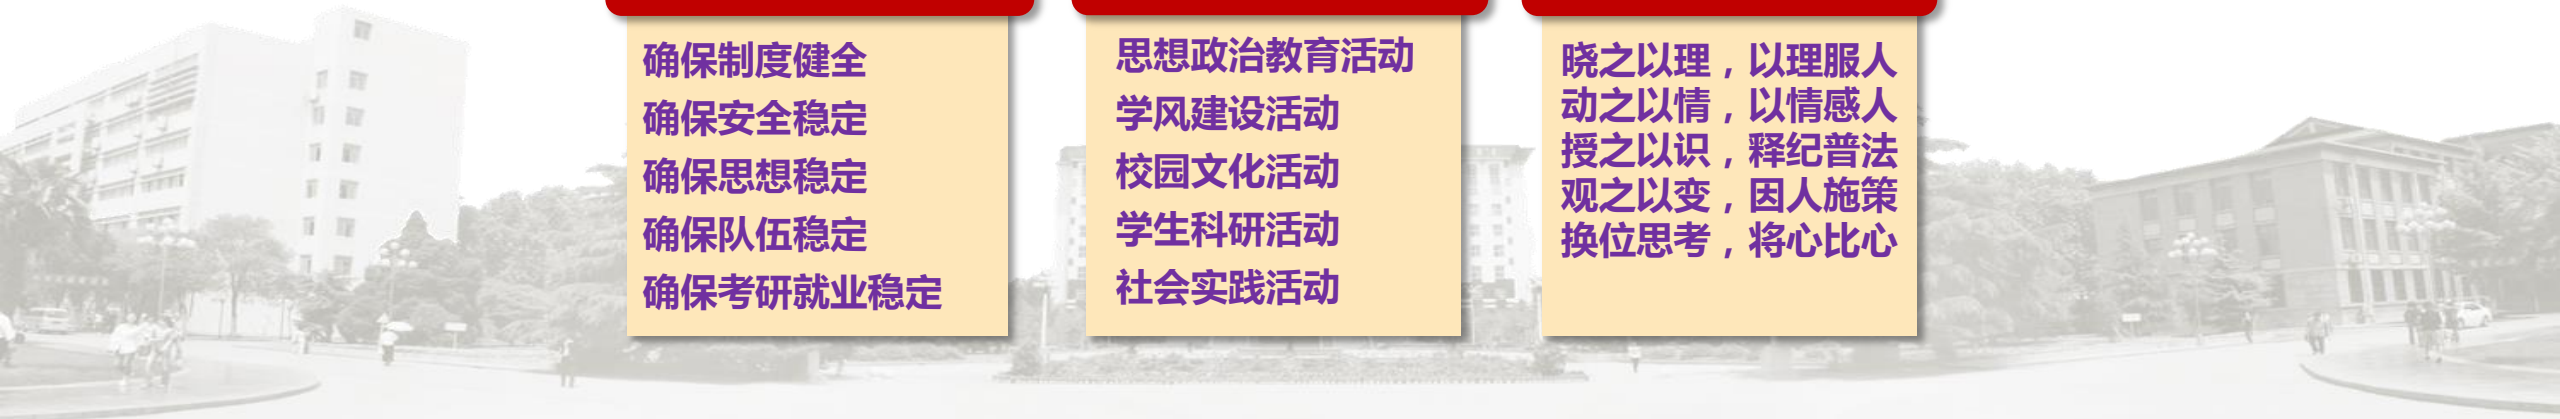 确保制度健全
确保安全稳定
确保思想稳定
确保队伍稳定
确保考研就业稳定
思想政治教育活动
学风建设活动
校园文化活动
学生科研活动
社会实践活动
晓之以理，以理服人
动之以情，以情感人
授之以识，释纪普法
观之以变，因人施策
换位思考，将心比心